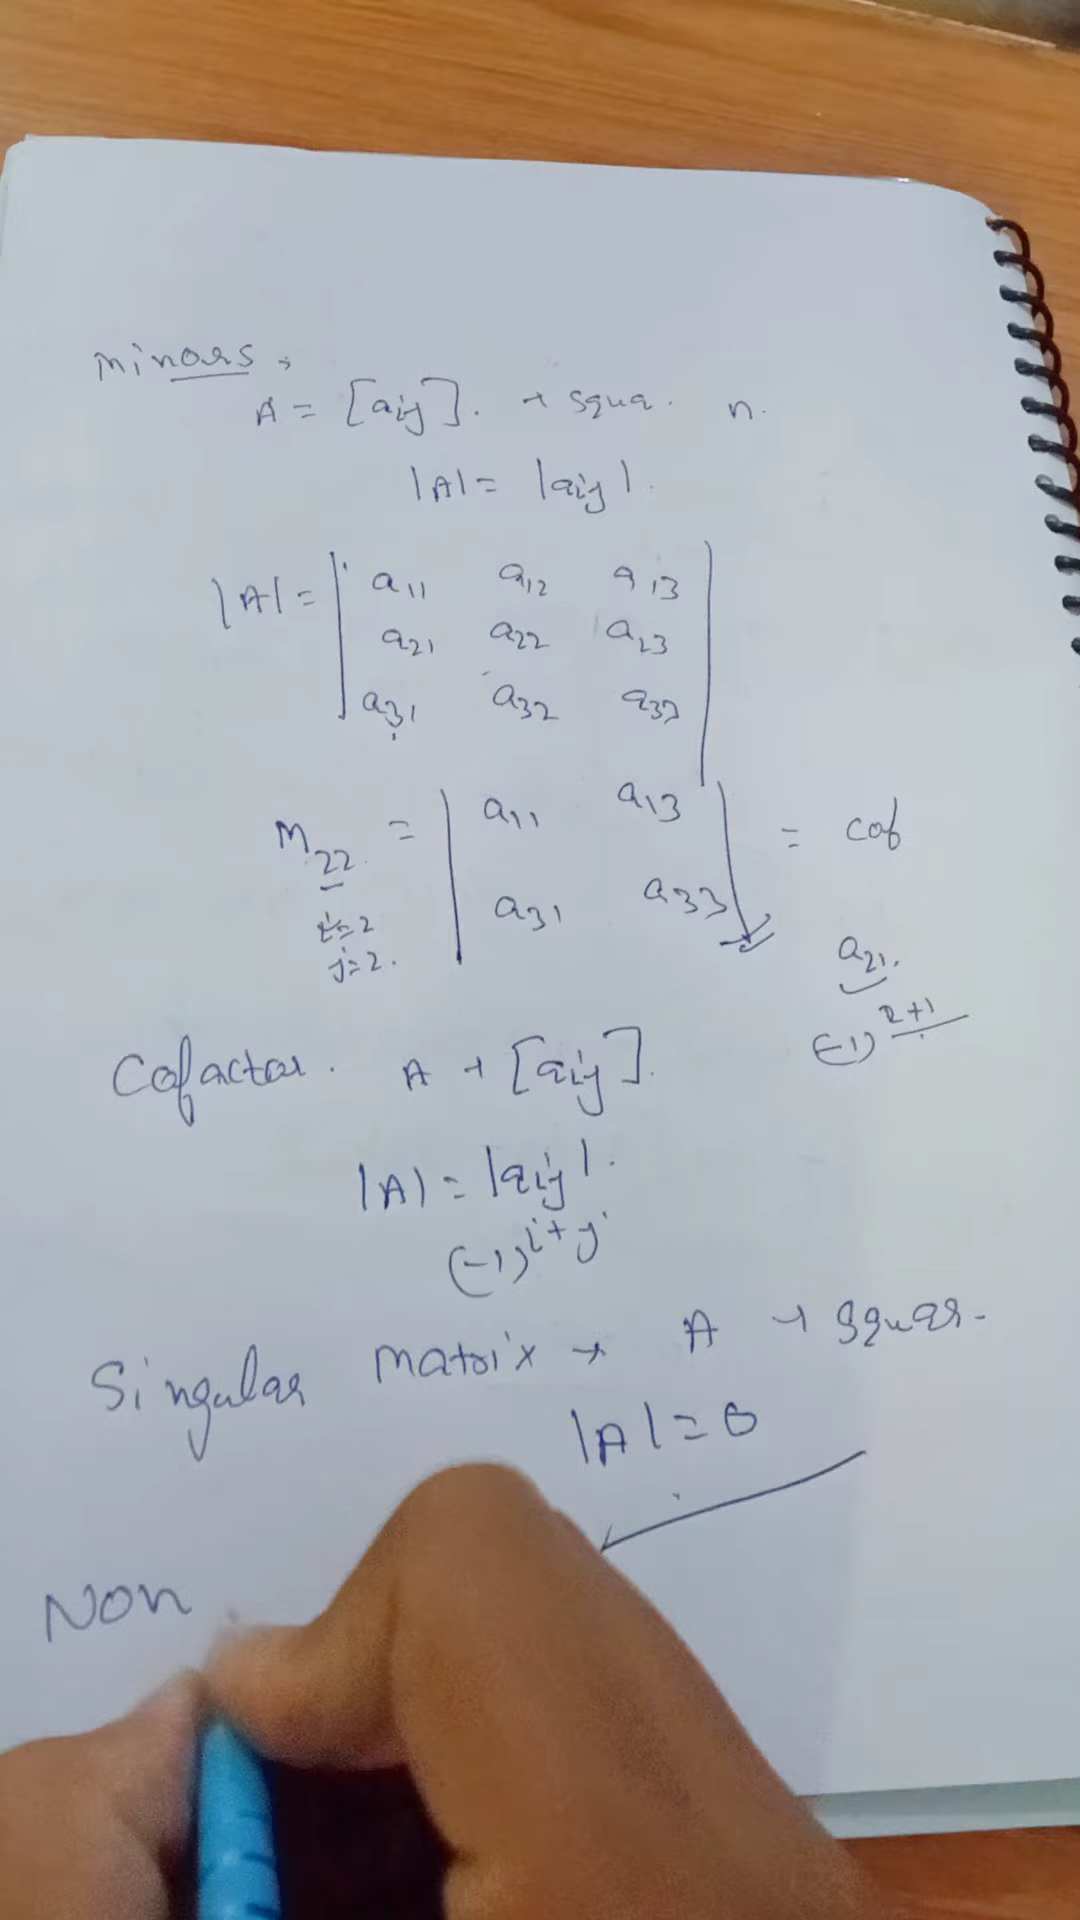 minors,
A = [aij]. → squa. n.
|A| = |aij|.
|A| = | a11 a12 a13 |
a21 a22 a23
a31 a32 a33
M22 = | a11 a13 | = cof
a31 a33
i=2
j=2.
a21.
(-1)^2+1
Cofactor. A → [aij].
|A| = |aij|.
(-1)^i+j
Singular matrix → A → squar-
|A| = 0
Non